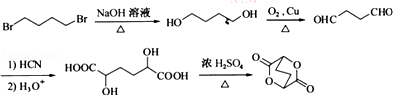 Br Br NaOH 溶液 △ HO OH O₂ , Cu △ OHC CHO
1) HCN 2) H₃O⁺ HOOC OH OH COOH 浓 H₂SO₄ △ O O O O